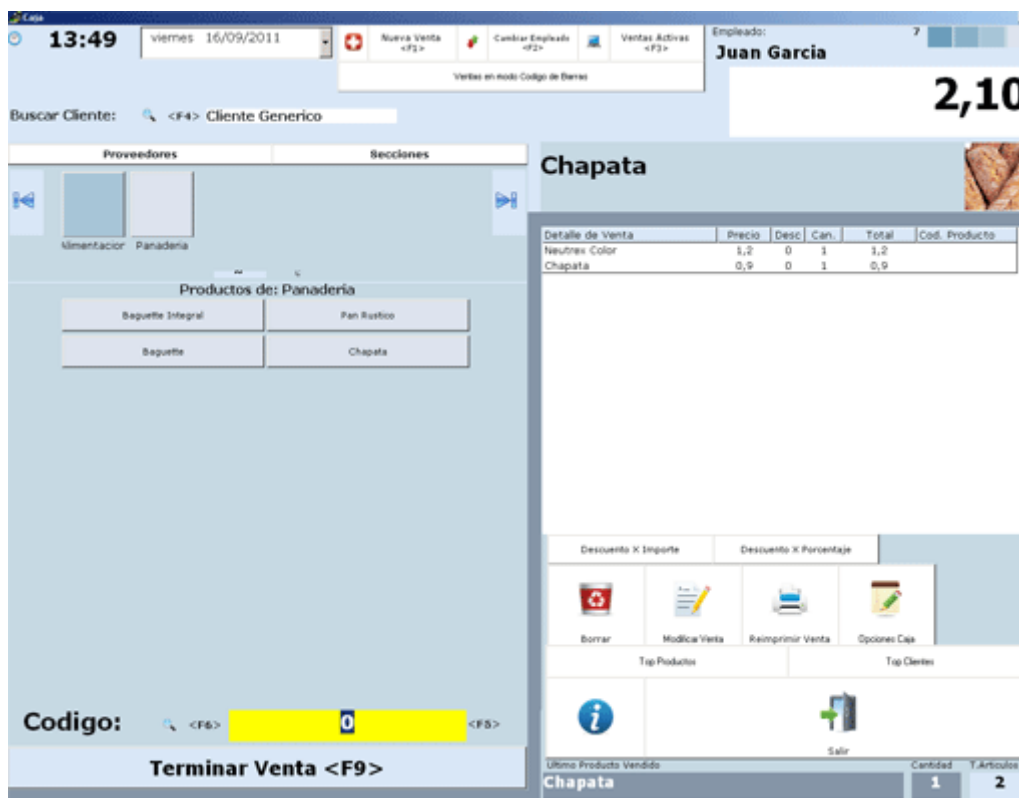 Caja
13:49
viernes 16/09/2011
Nueva Venta <F1>
Cambiar Empleado <F2>
Ventas Activas <F3>
Ventas en modo Codigo de Barras
Empleado:
Juan Garcia
7
2,10
Buscar Cliente: <F4> Cliente Generico
Proveedores Secciones
Alimentacior Panaderia
Productos de: Panaderia
Baguette Integral Pan Rustico
Baguette Chapata
Codigo: <F6> 0 <F5>
Terminar Venta <F9>
Chapata
Detalle de Venta Precio Desc Can. Total Cod. Producto
Neutrex Color 1,2 0 1 1,2
Chapata 0,9 0 1 0,9
Descuento X Importe Descuento X Porcentaje
Borrar Modificar Venta Reimprimir Venta Opciones Caja
Top Productos Top Clientes
Salir
Ultimo Producto Vendido Cantidad T.Articulos
Chapata 1 2